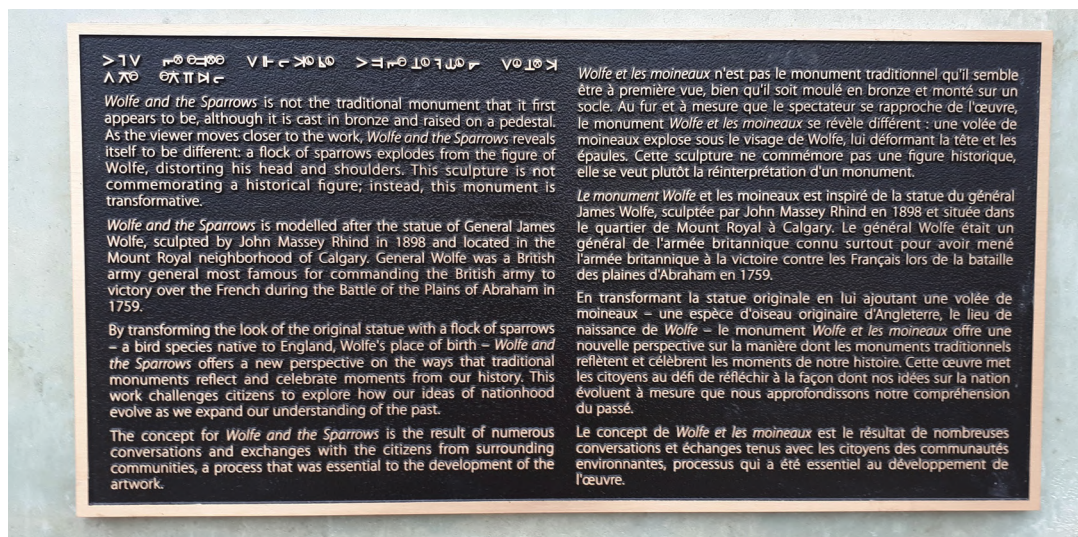 Wolfe and the Sparrows is not the traditional monument that it first
appears to be, although it is cast in bronze and raised on a pedestal.
As the viewer moves closer to the work, Wolfe and the Sparrows reveals
itself to be different: a flock of sparrows explodes from the figure of
Wolfe, distorting his head and shoulders. This sculpture is not
commemorating a historical figure; instead, this monument is
transformative.
Wolfe and the Sparrows is modelled after the statue of General James
Wolfe, sculpted by John Massey Rhind in 1898 and located in the
Mount Royal neighborhood of Calgary. General Wolfe was a British
army general most famous for commanding the British army to
victory over the French during the Battle of the Plains of Abraham in
1759.
By transforming the look of the original statue with a flock of sparrows
– a bird species native to England, Wolfe's place of birth – Wolfe and
the Sparrows offers a new perspective on the ways that traditional
monuments reflect and celebrate moments from our history. This
work challenges citizens to explore how our ideas of nationhood
evolve as we expand our understanding of the past.
The concept for Wolfe and the Sparrows is the result of numerous
conversations and exchanges with the citizens from surrounding
communities, a process that was essential to the development of the
artwork.
Wolfe et les moineaux n'est pas le monument traditionnel qu'il semble
être à première vue, bien qu'il soit moulé en bronze et monté sur un
socle. Au fur et à mesure que le spectateur se rapproche de l'œuvre,
le monument Wolfe et les moineaux se révèle différent : une volée de
moineaux explose sous le visage de Wolfe, lui déformant la tête et les
épaules. Cette sculpture ne commémore pas une figure historique,
elle se veut plutôt la réinterprétation d'un monument.
Le monument Wolfe et les moineaux est inspiré de la statue du général
James Wolfe, sculptée par John Massey Rhind en 1898 et située dans
le quartier de Mount Royal à Calgary. Le général Wolfe était un
général de l'armée britannique connu surtout pour avoir mené
l'armée britannique à la victoire contre les Français lors de la bataille
des plaines d'Abraham en 1759.
En transformant la statue originale en lui ajoutant une volée de
moineaux – une espèce d'oiseau originaire d'Angleterre, le lieu de
naissance de Wolfe – le monument Wolfe et les moineaux offre une
nouvelle perspective sur la manière dont les monuments traditionnels
reflètent et célèbrent les moments de notre histoire. Cette œuvre met
les citoyens au défi de réfléchir à la façon dont nos idées sur la nation
évoluent à mesure que nous approfondissons notre compréhension
du passé.
Le concept de Wolfe et les moineaux est le résultat de nombreuses
conversations et échanges tenus avec les citoyens des communautés
environnantes, processus qui a été essentiel au développement de
l'œuvre.